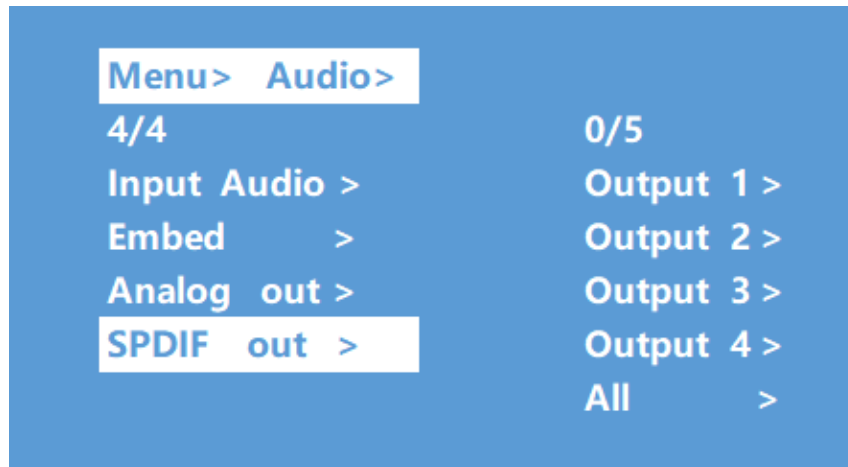 Menu> Audio>
4/4
Input Audio >
Embed >
Analog out >
SPDIF out >
0/5
Output 1 >
Output 2 >
Output 3 >
Output 4 >
All >